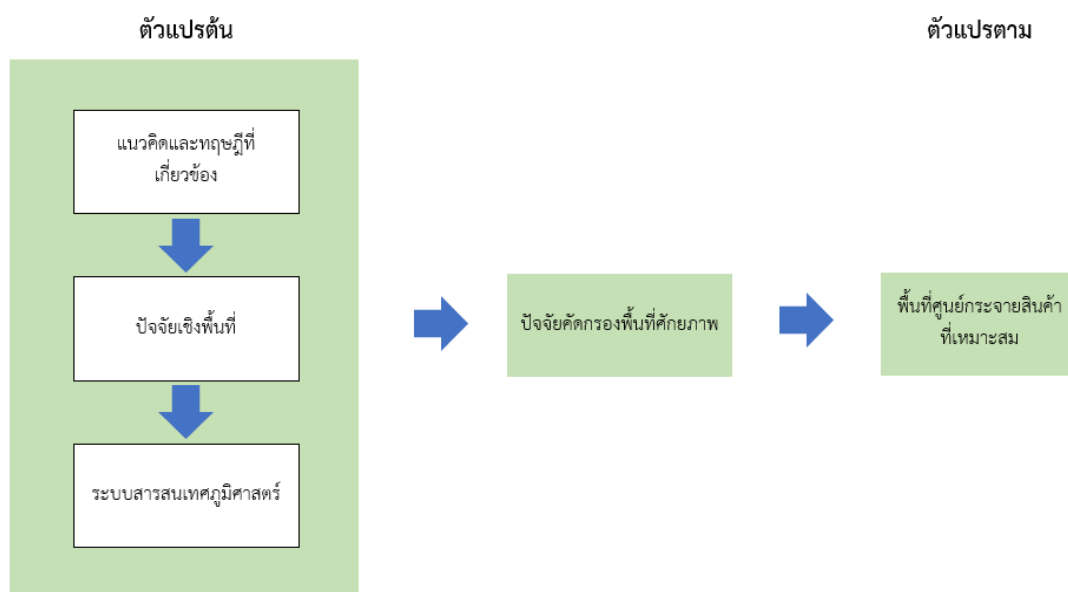 ตัวแปรต้น
ตัวแปรตาม
แนวคิดและทฤษฎีที่
เกี่ยวข้อง
ปัจจัยเชิงพื้นที่
ระบบสารสนเทศภูมิศาสตร์
ปัจจัยคัดกรองพื้นที่ศักยภาพ
พื้นที่ศูนย์กระจายสินค้า
ที่เหมาะสม